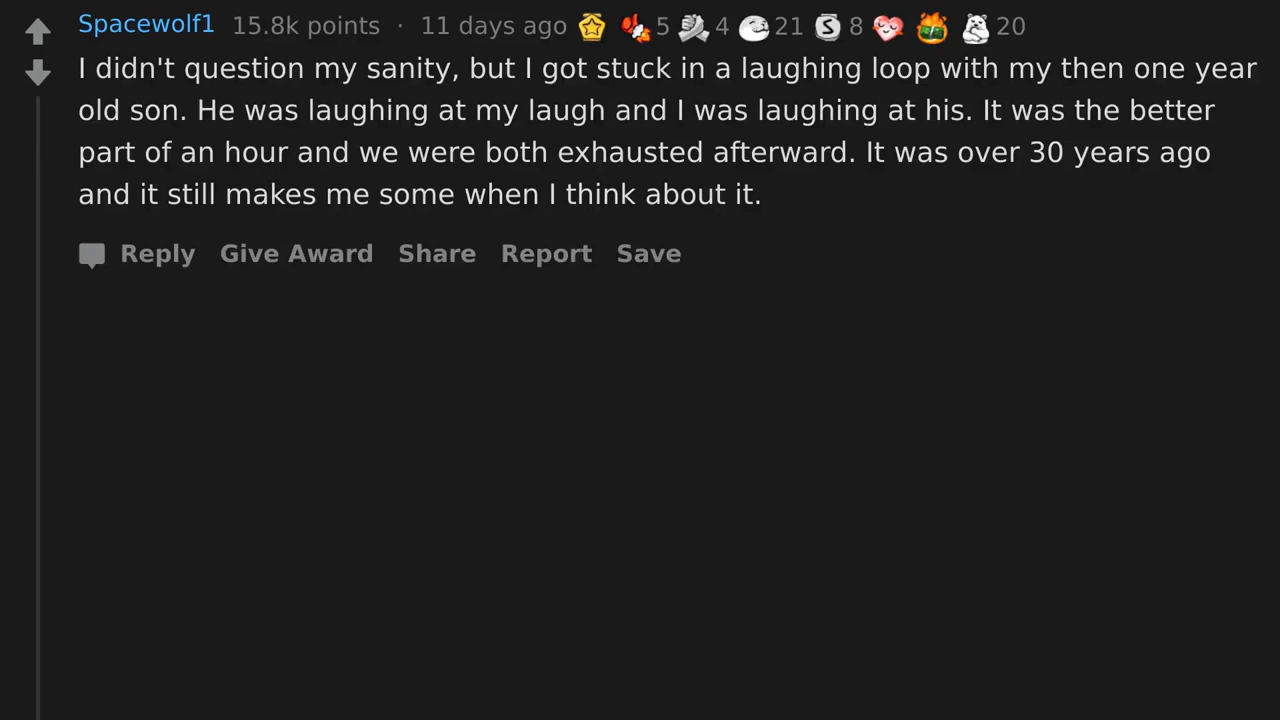 Spacewolf1 15.8k points · 11 days ago 5 4 21 S 8 20
I didn't question my sanity, but I got stuck in a laughing loop with my then one year
old son. He was laughing at my laugh and I was laughing at his. It was the better
part of an hour and we were both exhausted afterward. It was over 30 years ago
and it still makes me some when I think about it.
Reply Give Award Share Report Save